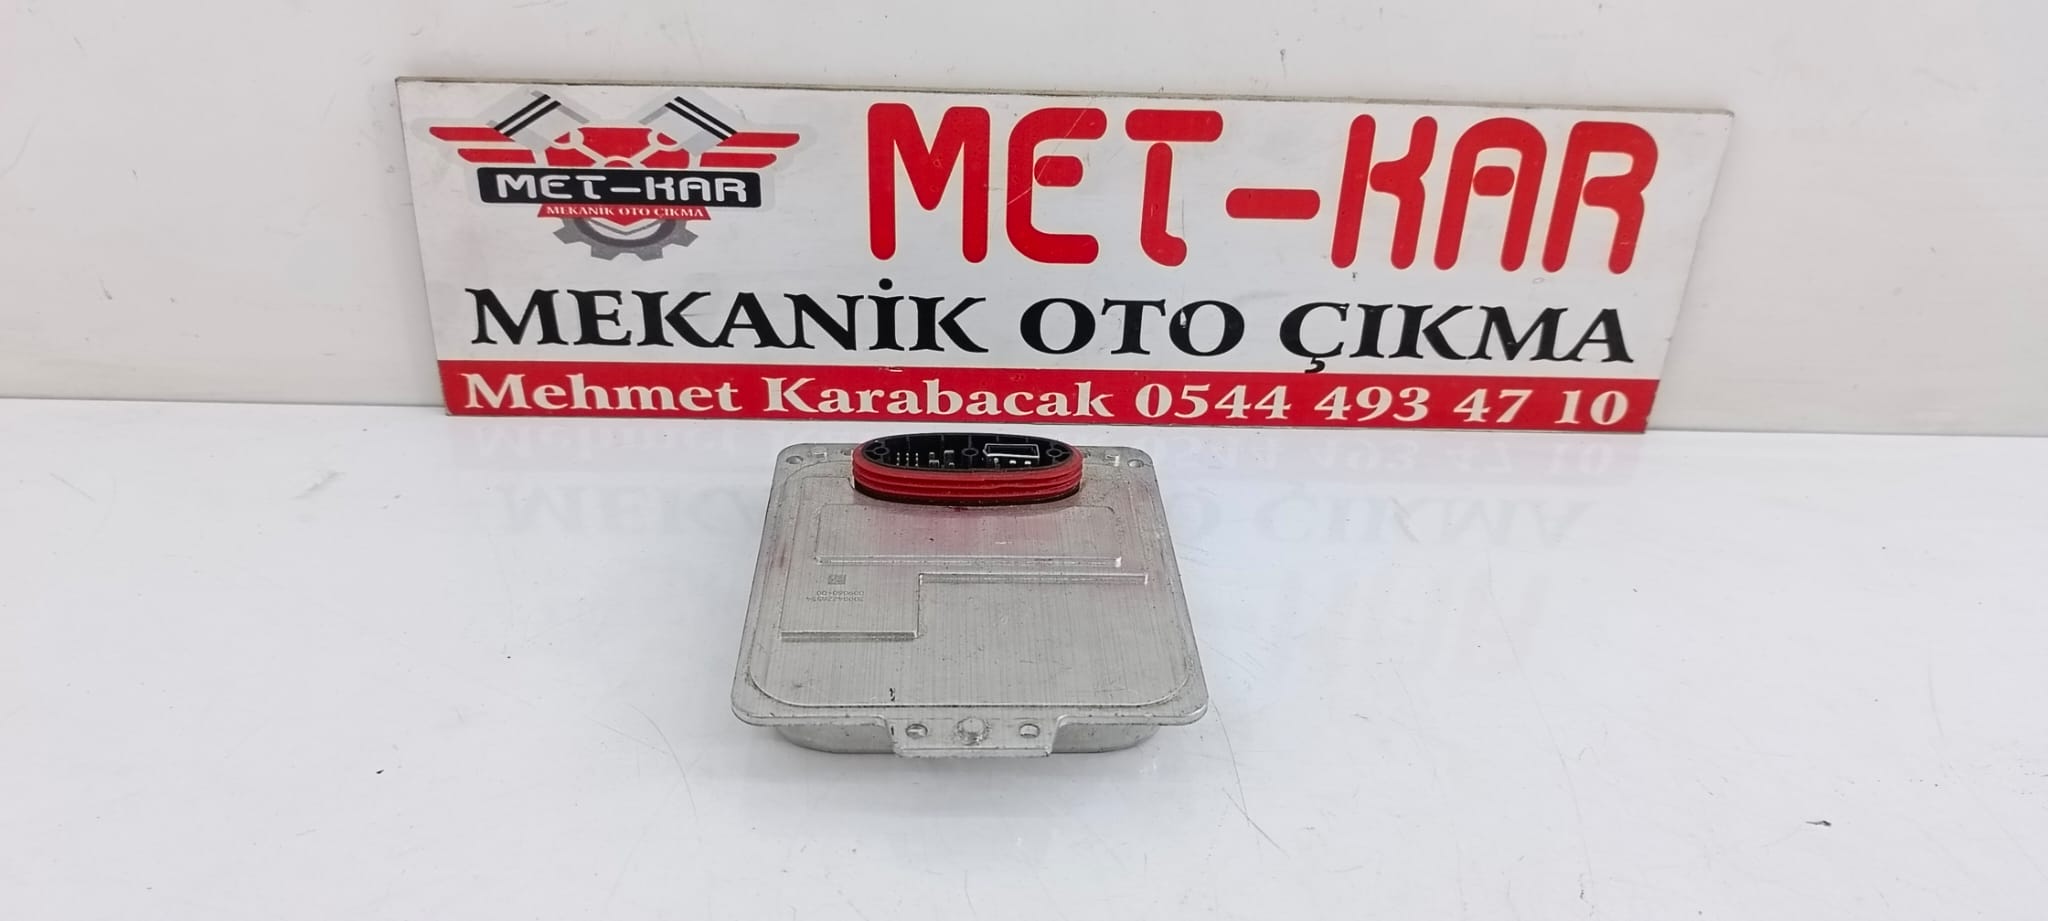 MET-KAR
MEKANİK OTO ÇIKMA
MET-KAR
MEKANİK OTO ÇIKMA
Mehmet Karabacak 0544 493 47 10